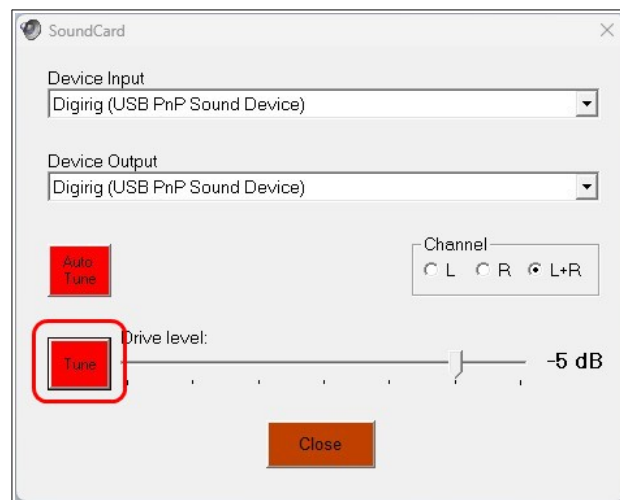 SoundCard
Device Input
Digirig (USB PnP Sound Device)
Device Output
Digirig (USB PnP Sound Device)
Auto
Tune
Channel
L R L+R
Drive level:
Tune
-5 dB
Close